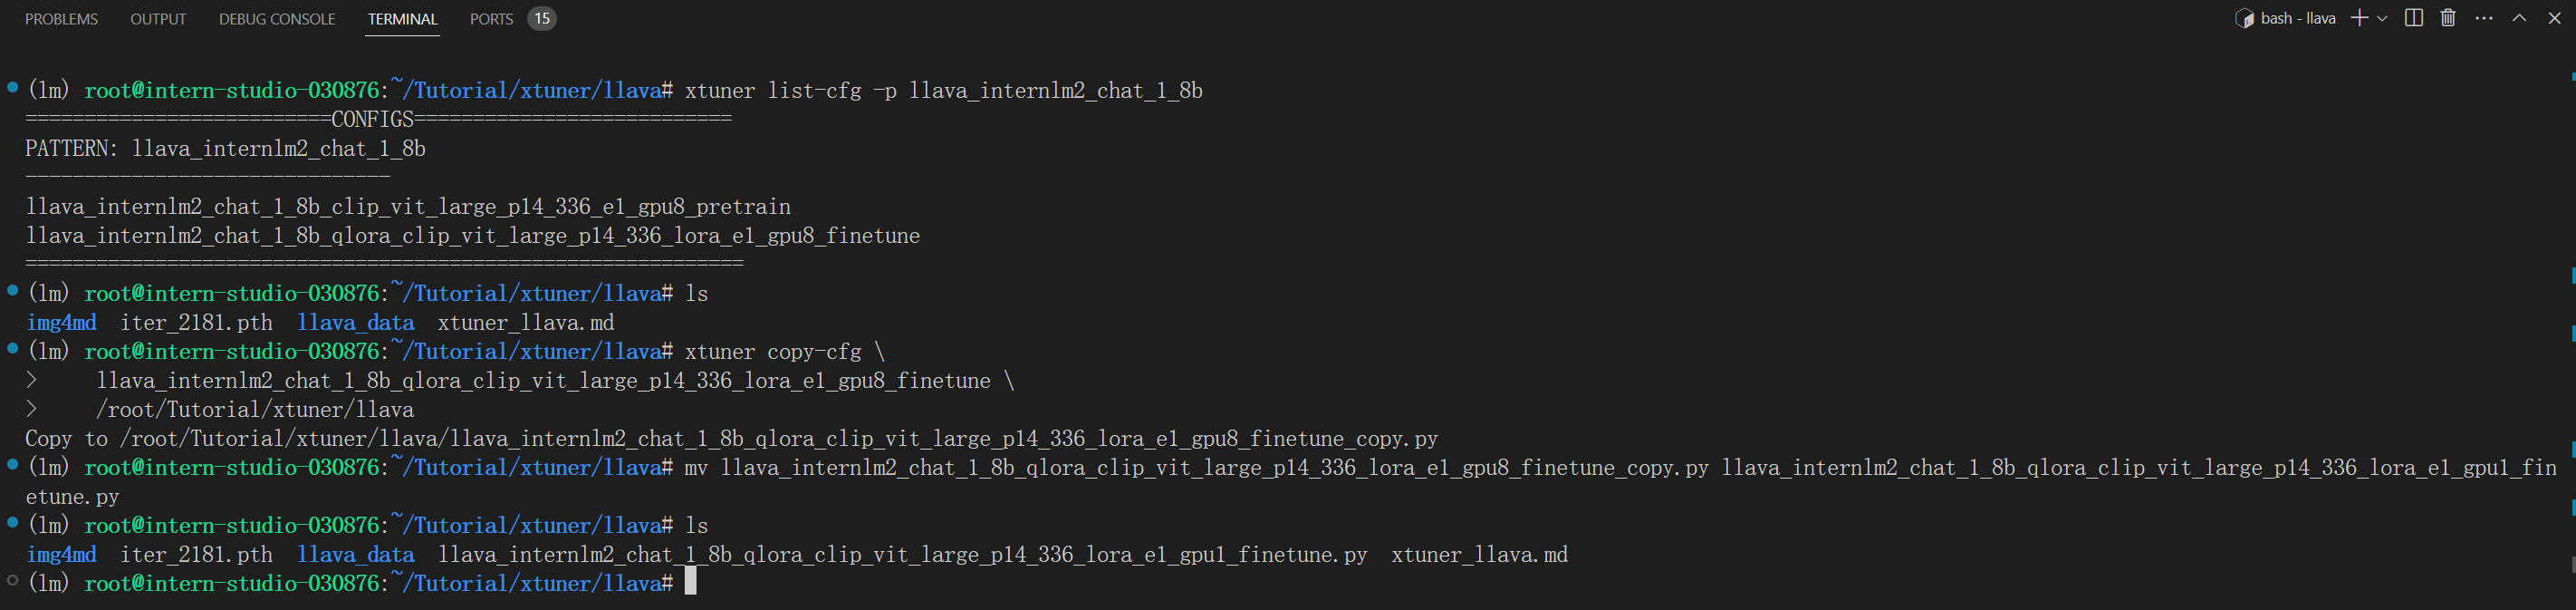 PROBLEMS OUTPUT DEBUG CONSOLE TERMINAL PORTS 15 bash - llava
(lm) root@intern-studio-030876:~/Tutorial/xtuner/llava# xtuner list-cfg -p llava_internlm2_chat_1_8b
==========================CONFIGS===========================
PATTERN: llava_internlm2_chat_1_8b
-------------------------------
llava_internlm2_chat_1_8b_clip_vit_large_p14_336_e1_gpu8_pretrain
llava_internlm2_chat_1_8b_qlora_clip_vit_large_p14_336_lora_e1_gpu8_finetune
=============================================================
(lm) root@intern-studio-030876:~/Tutorial/xtuner/llava# ls
img4md  iter_2181.pth  llava_data  xtuner_llava.md
(lm) root@intern-studio-030876:~/Tutorial/xtuner/llava# xtuner copy-cfg \
>     llava_internlm2_chat_1_8b_qlora_clip_vit_large_p14_336_lora_e1_gpu8_finetune \
>     /root/Tutorial/xtuner/llava
Copy to /root/Tutorial/xtuner/llava/llava_internlm2_chat_1_8b_qlora_clip_vit_large_p14_336_lora_e1_gpu8_finetune_copy.py
(lm) root@intern-studio-030876:~/Tutorial/xtuner/llava# mv llava_internlm2_chat_1_8b_qlora_clip_vit_large_p14_336_lora_e1_gpu8_finetune_copy.py llava_internlm2_chat_1_8b_qlora_clip_vit_large_p14_336_lora_e1_gpu1_fin
etune.py
(lm) root@intern-studio-030876:~/Tutorial/xtuner/llava# ls
img4md  iter_2181.pth  llava_data  llava_internlm2_chat_1_8b_qlora_clip_vit_large_p14_336_lora_e1_gpu1_finetune.py  xtuner_llava.md
(lm) root@intern-studio-030876:~/Tutorial/xtuner/llava#